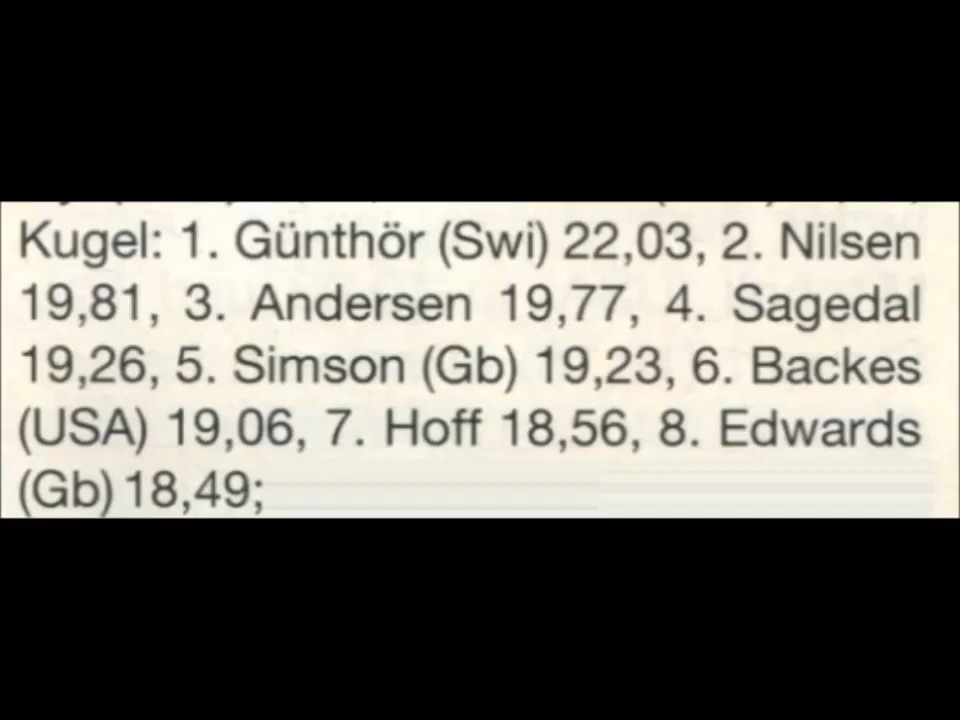 Kugel: 1. Günthör (Swi) 22,03, 2. Nilsen
19,81, 3. Andersen 19,77, 4. Sagedal
19,26, 5. Simson (Gb) 19,23, 6. Backes
(USA) 19,06, 7. Hoff 18,56, 8. Edwards
(Gb) 18,49;